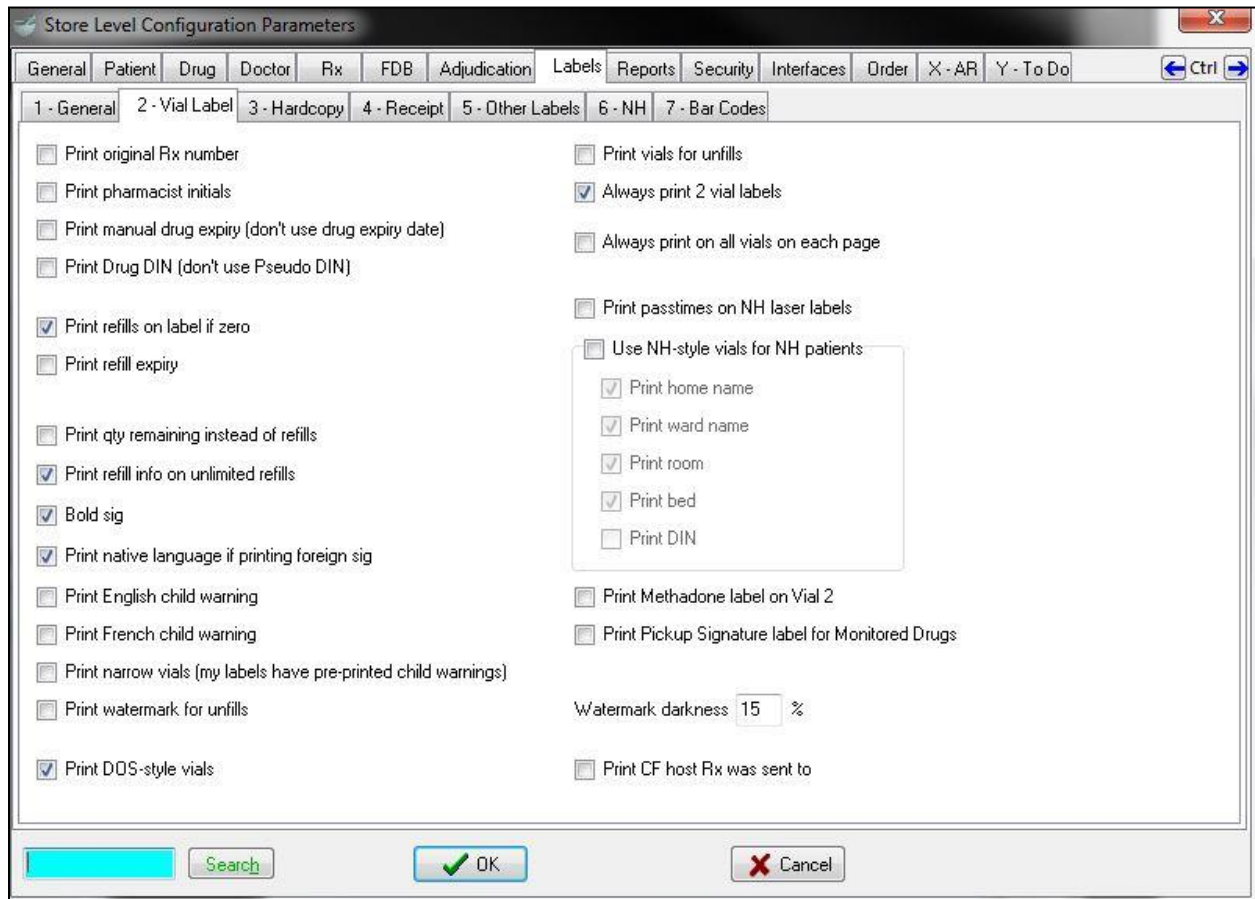 Store Level Configuration Parameters
General Patient Drug Doctor Rx FDB Adjudication Labels Reports Security Interfaces Order X - AR Y - To Do Ctrl
1 - General 2 - Vial Label 3 - Hardcopy 4 - Receipt 5 - Other Labels 6 - NH 7 - Bar Codes
Print original Rx number
Print pharmacist initials
Print manual drug expiry (don't use drug expiry date)
Print Drug DIN (don't use Pseudo DIN)
Print refills on label if zero
Print refill expiry
Print qty remaining instead of refills
Print refill info on unlimited refills
Bold sig
Print native language if printing foreign sig
Print English child warning
Print French child warning
Print narrow vials (my labels have pre-printed child warnings)
Print watermark for unfills
Print DOS-style vials
Print vials for unfills
Always print 2 vial labels
Always print on all vials on each page
Print passtimes on NH laser labels
Use NH-style vials for NH patients
Print home name
Print ward name
Print room
Print bed
Print DIN
Print Methadone label on Vial 2
Print Pickup Signature label for Monitored Drugs
Watermark darkness 15 %
Print CF host Rx was sent to
Search OK Cancel